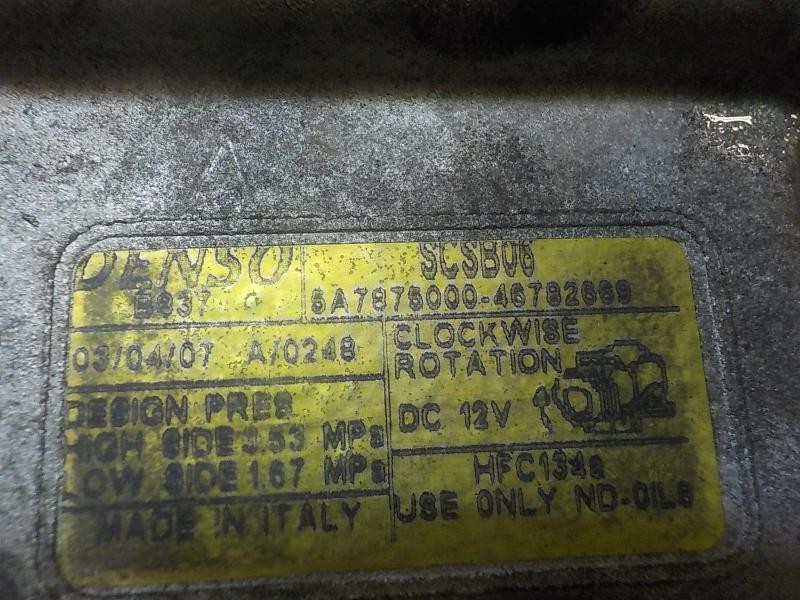 DENSO SCSB06
B837 5A7875000-46782669
03/04/07 A/0248 CLOCKWISE ROTATION
DESIGN PRES DC 12V
HIGH SIDE 3.53 MPa
LOW SIDE 1.67 MPa HFC134a
MADE IN ITALY USE ONLY ND-OIL8